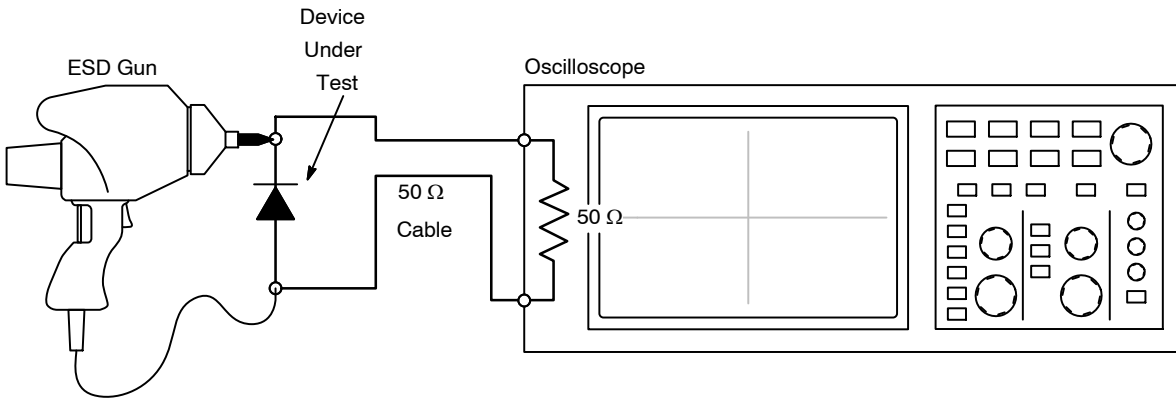 Device
Under
Test
ESD Gun
Oscilloscope
50 Ω
Cable
50 Ω